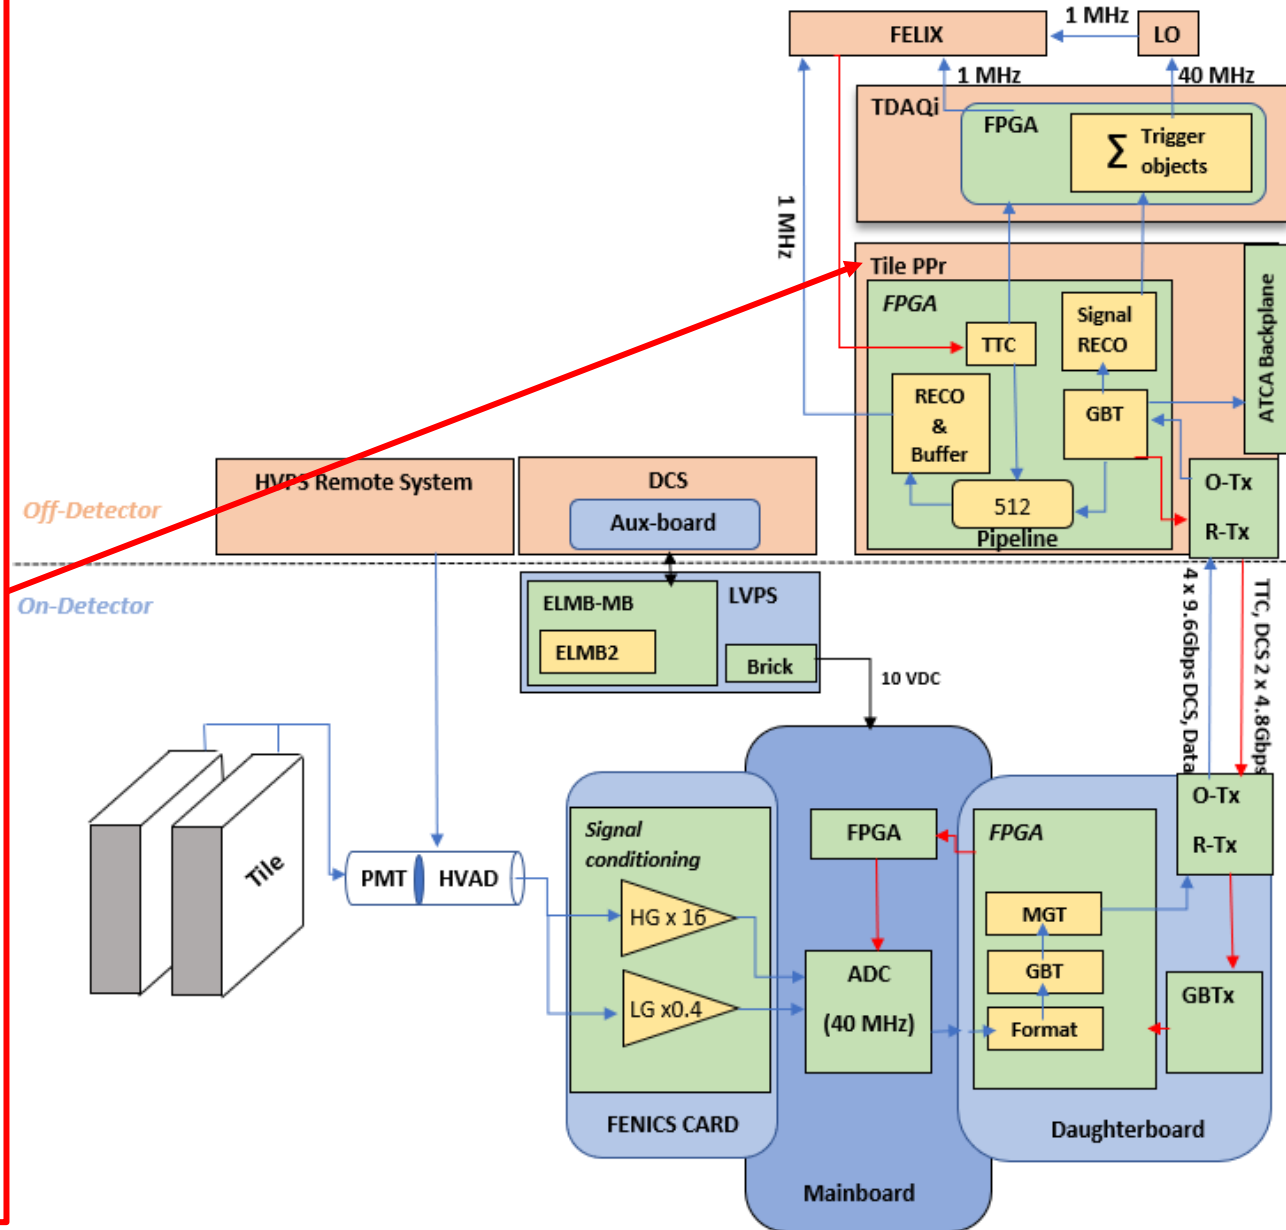 FELIX
1 MHz
LO
1 MHz
40 MHz
TDAQi
FPGA
Σ Trigger
objects
1 MHz
Tile PPr
FPGA
Signal
RECO
TTC
RECO
&
Buffer
GBT
ATCA Backplane
512
Pipeline
O-Tx
R-Tx
HVPS Remote System
DCS
Aux-board
Off-Detector
On-Detector
ELMB-MB
LVPS
ELMB2
Brick
10 VDC
4 x 9.6Gbps DCS, Data
TTC, DCS 2 x 4.8Gbps
Tile
PMT
HVAD
Signal
conditioning
HG x 16
LG x0.4
FENICS CARD
FPGA
ADC
(40 MHz)
Mainboard
FPGA
MGT
GBT
Format
O-Tx
R-Tx
GBTx
Daughterboard